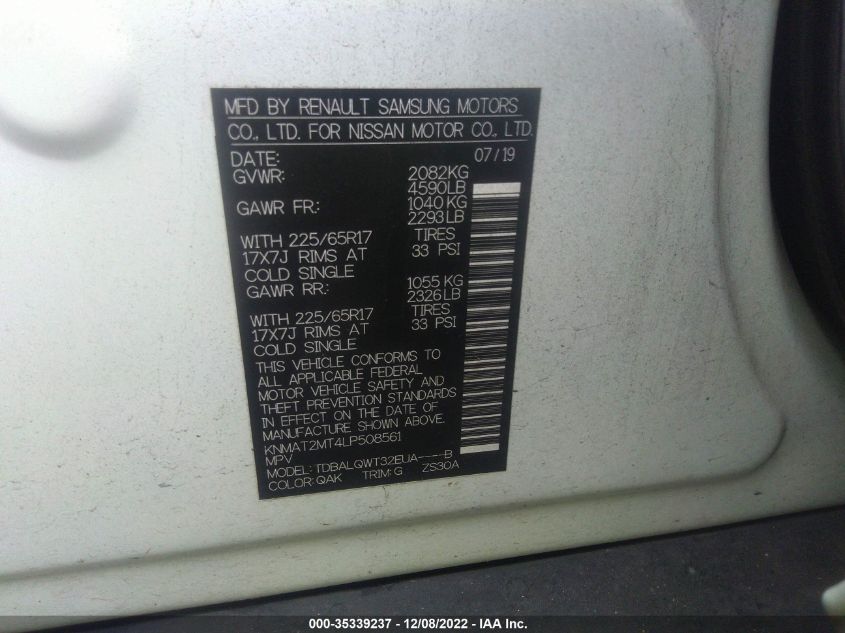 MFD BY RENAULT SAMSUNG MOTORS
CO., LTD. FOR NISSAN MOTOR CO., LTD.
DATE: 07/19
GVWR: 2082KG
4590LB
GAWR FR: 1040KG
2293LB
WITH 225/65R17 TIRES
17X7J RIMS AT 33 PSI
COLD SINGLE
GAWR RR: 1055KG
2326LB
WITH 225/65R17 TIRES
17X7J RIMS AT 33 PSI
COLD SINGLE
THIS VEHICLE CONFORMS TO
ALL APPLICABLE FEDERAL
MOTOR VEHICLE SAFETY AND
THEFT PREVENTION STANDARDS
IN EFFECT ON THE DATE OF
MANUFACTURE SHOWN ABOVE.
KNMAT2MT4LP508561
MPV
MODEL: TDBALQWT32EUA----B
COLOR: QAK TRIM: G ZS30A
000-35339237 - 12/08/2022 - IAA Inc.